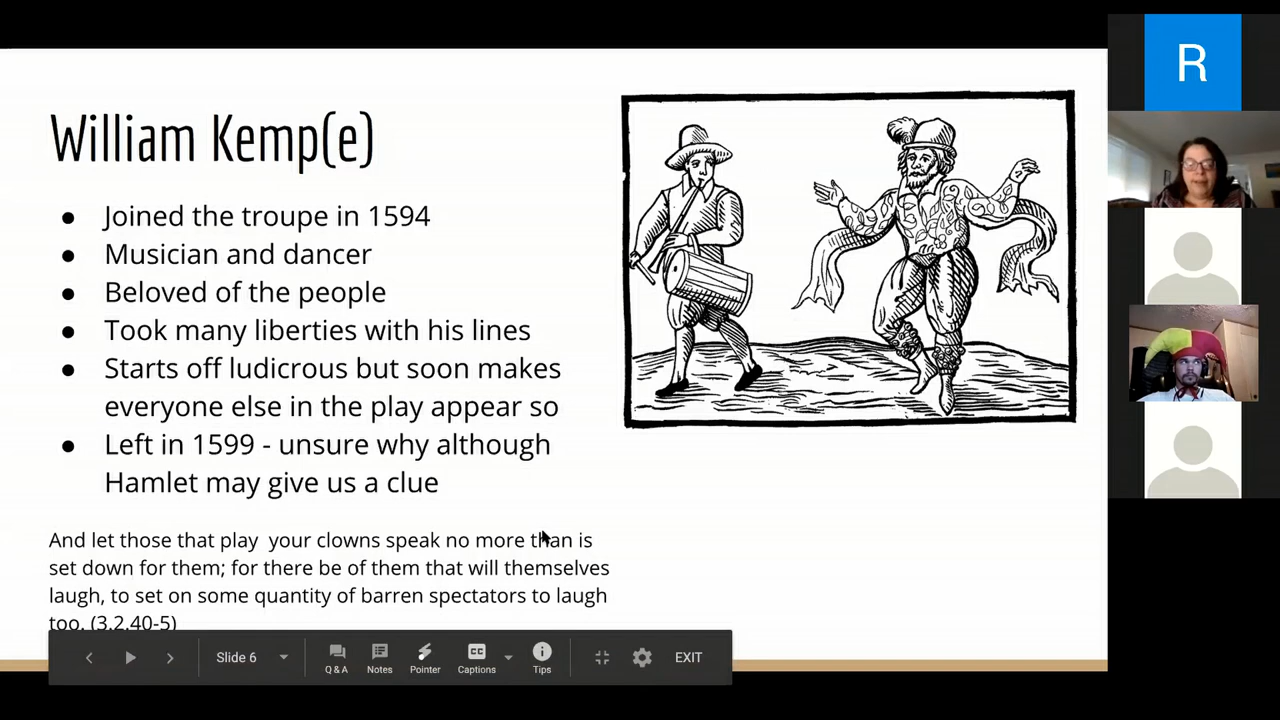 William Kemp(e)
● Joined the troupe in 1594
● Musician and dancer
● Beloved of the people
● Took many liberties with his lines
● Starts off ludicrous but soon makes
everyone else in the play appear so
● Left in 1599 - unsure why although
Hamlet may give us a clue
And let those that play  your clowns speak no more than is
set down for them; for there be of them that will themselves
laugh, to set on some quantity of barren spectators to laugh
too. (3.2.40-5)
Slide 6
Q & A
Notes
Pointer
CC
Captions
Tips
EXIT
R